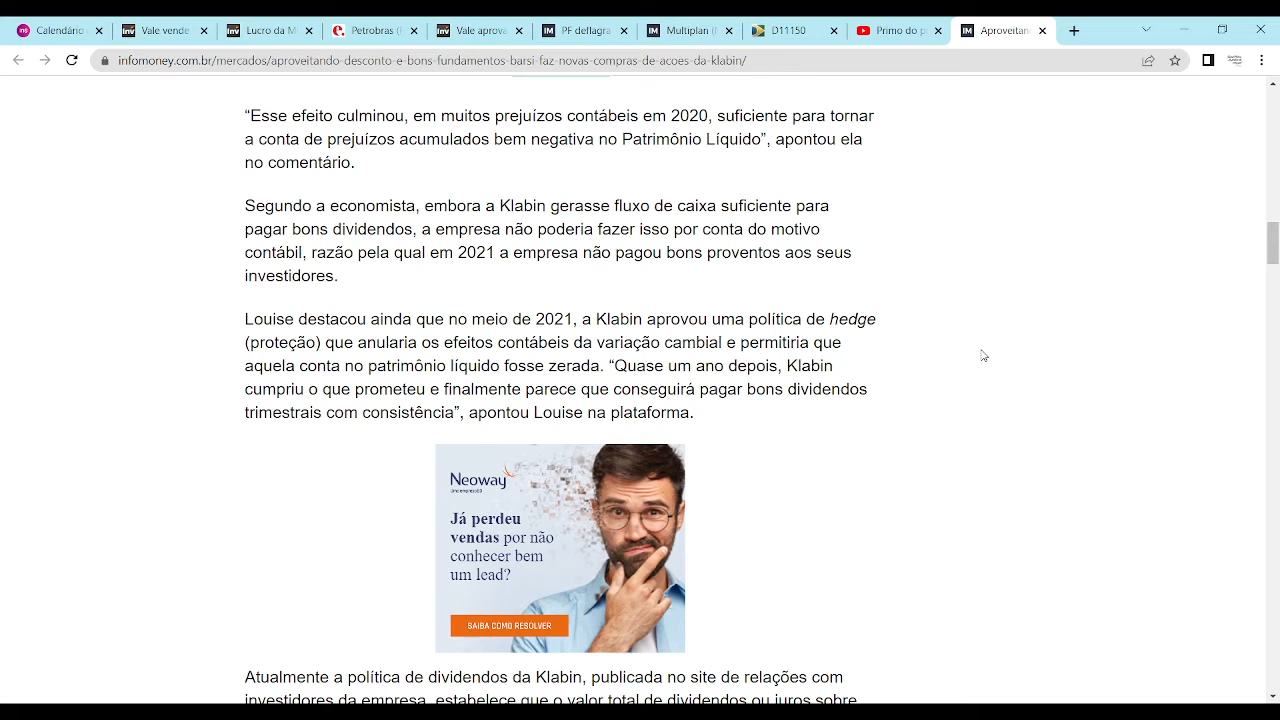 Calendário
Vale vende
Lucro da M
Petrobras (
Vale aprova
PF deflagra
Multiplan (M
D11150
Primo do p
Aproveitan
infomoney.com.br/mercados/aproveitando-desconto-e-bons-fundamentos-barsi-faz-novas-compras-de-acoes-da-klabin/
“Esse efeito culminou, em muitos prejuízos contábeis em 2020, suficiente para tornar
a conta de prejuízos acumulados bem negativa no Patrimônio Líquido”, apontou ela
no comentário.
Segundo a economista, embora a Klabin gerasse fluxo de caixa suficiente para
pagar bons dividendos, a empresa não poderia fazer isso por conta do motivo
contábil, razão pela qual em 2021 a empresa não pagou bons proventos aos seus
investidores.
Louise destacou ainda que no meio de 2021, a Klabin aprovou uma política de hedge
(proteção) que anularia os efeitos contábeis da variação cambial e permitiria que
aquela conta no patrimônio líquido fosse zerada. “Quase um ano depois, Klabin
cumpriu o que prometeu e finalmente parece que conseguirá pagar bons dividendos
trimestrais com consistência”, apontou Louise na plataforma.
Neoway
Já perdeu
vendas por não
conhecer bem
um lead?
SAIBA COMO RESOLVER
Atualmente a política de dividendos da Klabin, publicada no site de relações com
investidores da empresa, estabelece que o valor total de dividendos ou juros sobre